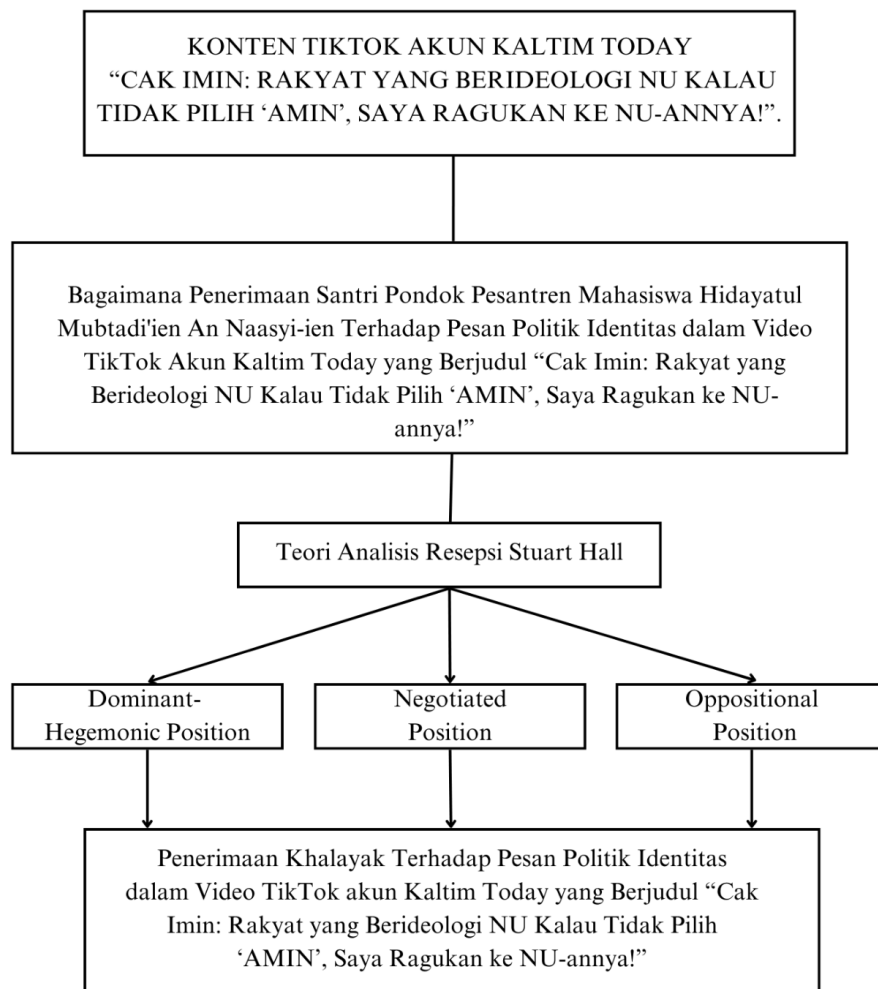 KONTEN TIKTOK AKUN KALTIM TODAY
“CAK IMIN: RAKYAT YANG BERIDEOLOGI NU KALAU
TIDAK PILIH ‘AMIN’, SAYA RAGUKAN KE NU-ANNYA!”.
Bagaimana Penerimaan Santri Pondok Pesantren Mahasiswa Hidayatul
Mubtadi'ien An Naasyi-ien Terhadap Pesan Politik Identitas dalam Video
TikTok Akun Kaltim Today yang Berjudul “Cak Imin: Rakyat yang
Berideologi NU Kalau Tidak Pilih ‘AMIN’, Saya Ragukan ke NU-
annya!”
Teori Analisis Resepsi Stuart Hall
Dominant-
Hegemonic Position
Negotiated
Position
Oppositional
Position
Penerimaan Khalayak Terhadap Pesan Politik Identitas
dalam Video TikTok akun Kaltim Today yang Berjudul “Cak
Imin: Rakyat yang Berideologi NU Kalau Tidak Pilih
‘AMIN’, Saya Ragukan ke NU-annya!”